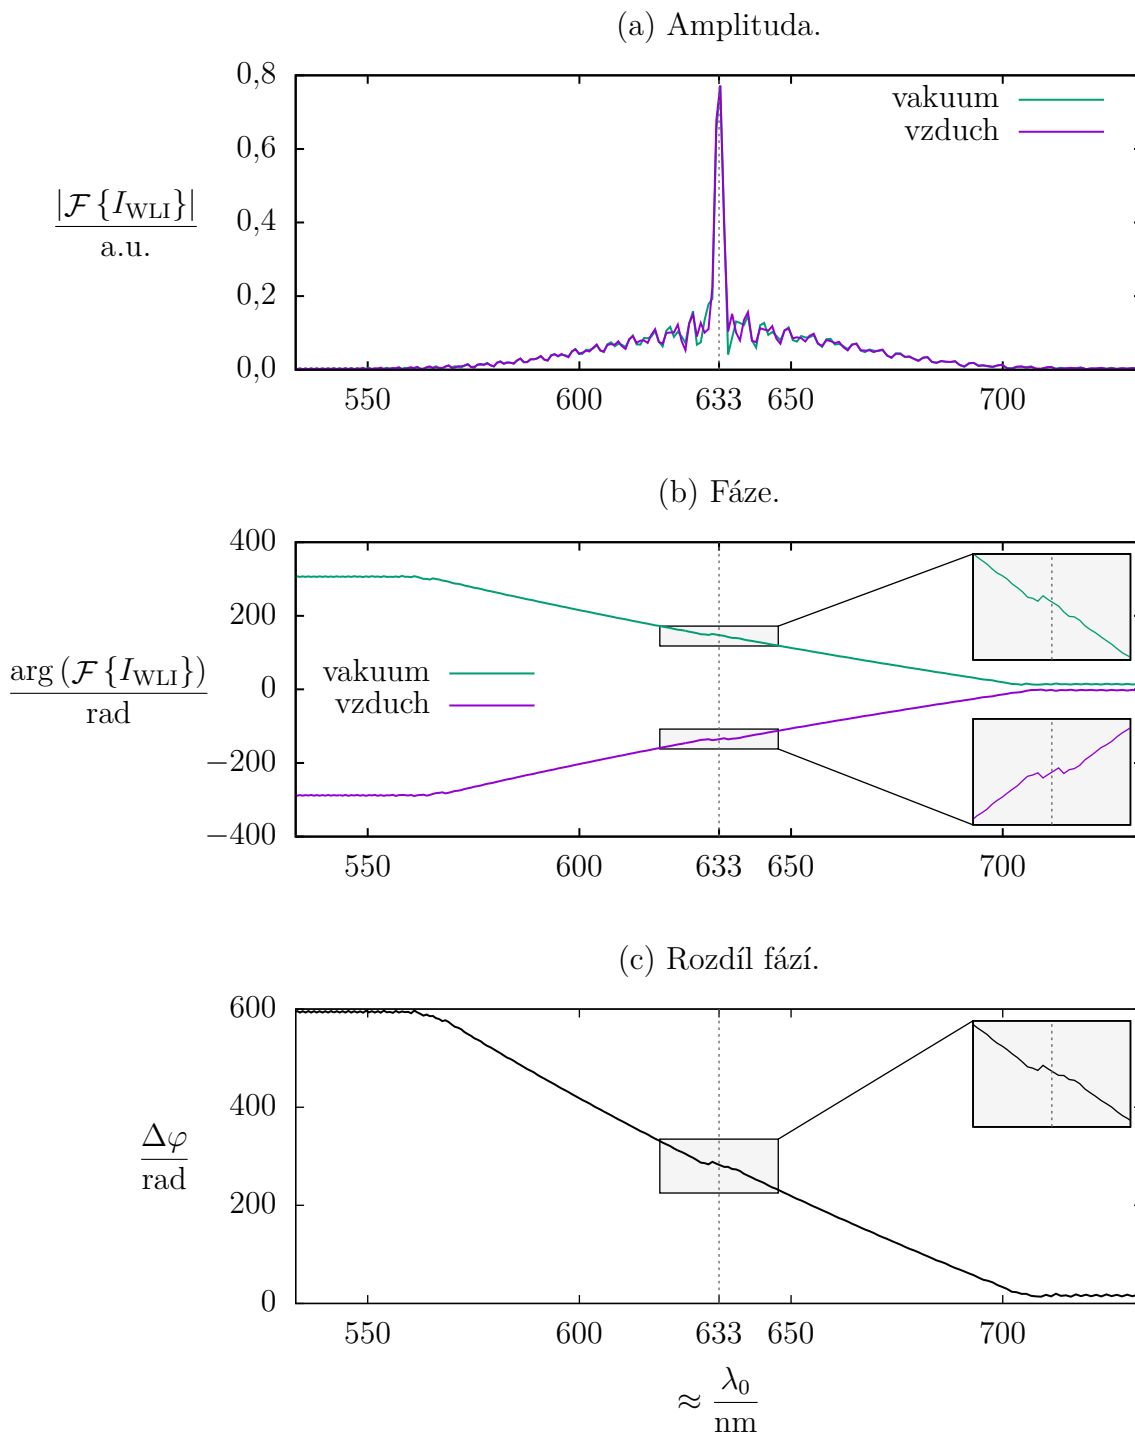 (a) Amplituda.
|ℱ {I_WLI}|
a.u.
0,8
0,6
0,4
0,2
0,0
vakuum
vzduch
550 600 633 650 700
(b) Fáze.
arg (ℱ {I_WLI})
rad
400
200
0
−200
−400
vakuum
vzduch
550 600 633 650 700
(c) Rozdíl fází.
Δφ
rad
600
400
200
0
550 600 633 650 700
≈ λ₀
nm